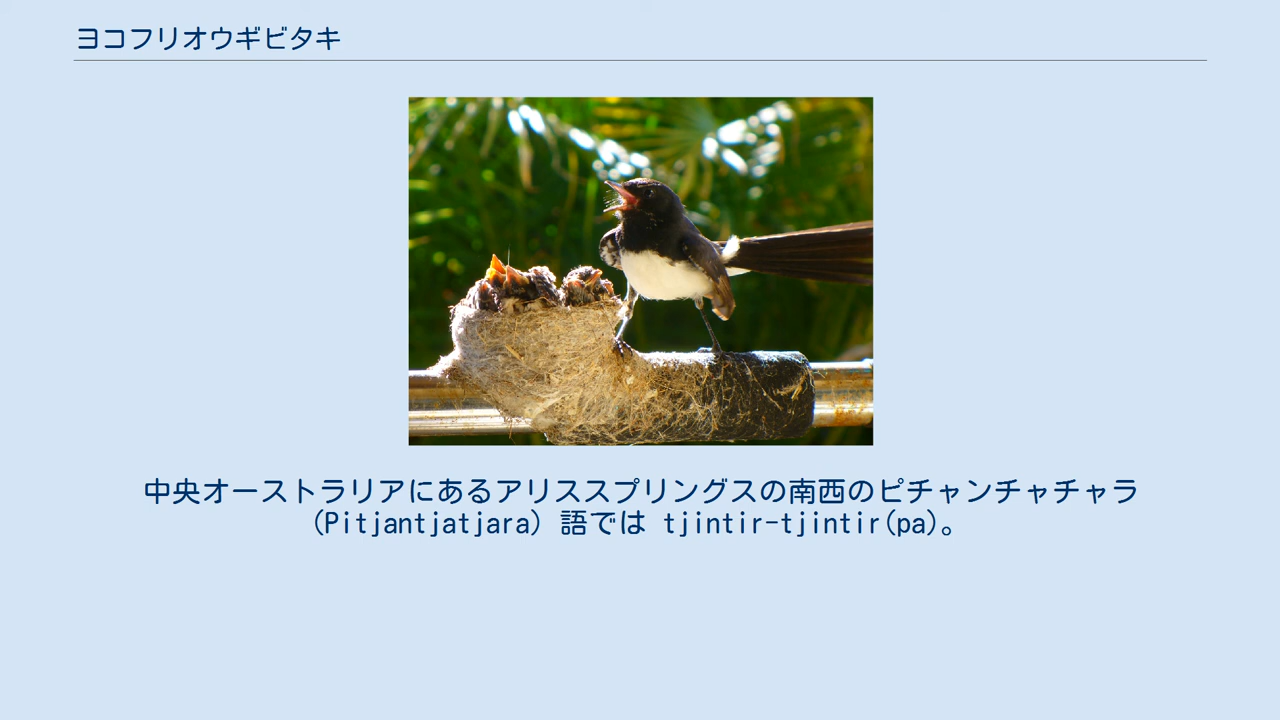 ヨコフリオウギビタキ
中央オーストラリアにあるアリススプリングスの南西のピチャンチャチャラ
(Pitjantjatjara) 語では tjintir-tjintir(pa)。